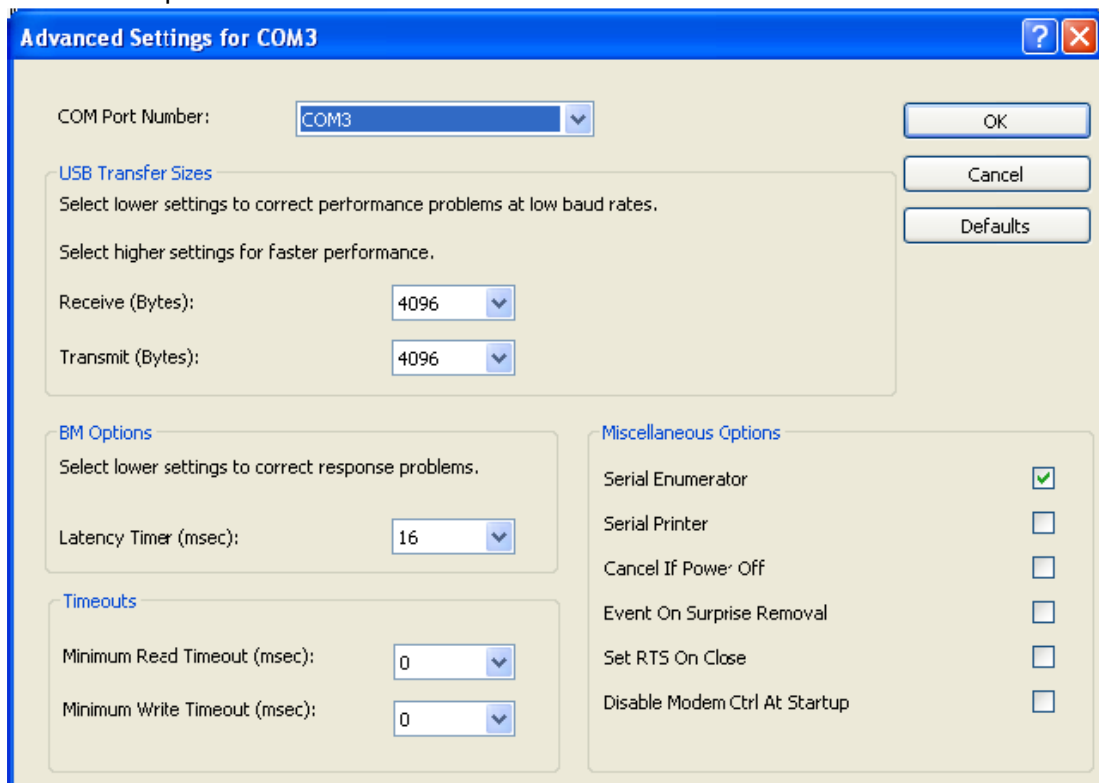 Advanced Settings for COM3
COM Port Number:
COM3
OK
USB Transfer Sizes
Cancel
Select lower settings to correct performance problems at low baud rates.
Defaults
Select higher settings for faster performance.
Receive (Bytes):
4096
Transmit (Bytes):
4096
BM Options
Select lower settings to correct response problems.
Latency Timer (msec):
16
Timeouts
Minimum Read Timeout (msec):
0
Minimum Write Timeout (msec):
0
Miscellaneous Options
Serial Enumerator
Serial Printer
Cancel If Power Off
Event On Surprise Removal
Set RTS On Close
Disable Modem Ctrl At Startup